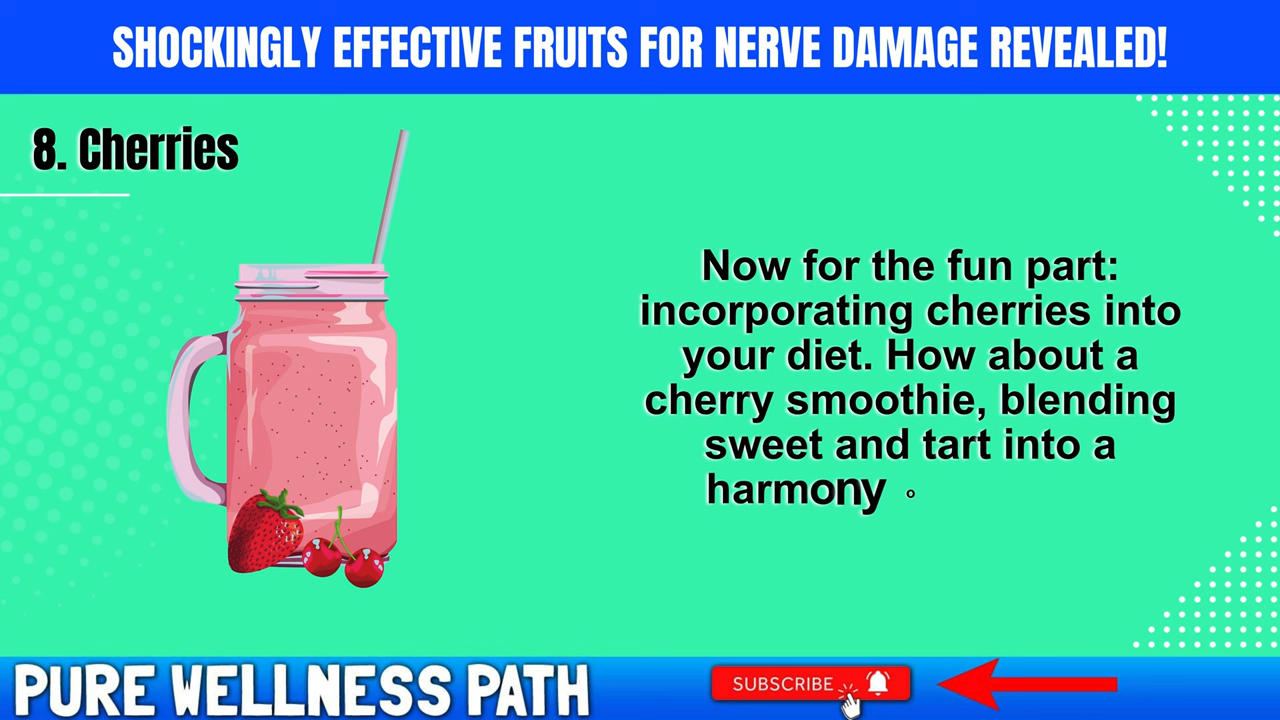 SHOCKINGLY EFFECTIVE FRUITS FOR NERVE DAMAGE REVEALED!
8. Cherries
Now for the fun part:
incorporating cherries into
your diet. How about a
cherry smoothie, blending
sweet and tart into a
harmony
PURE WELLNESS PATH
SUBSCRIBE